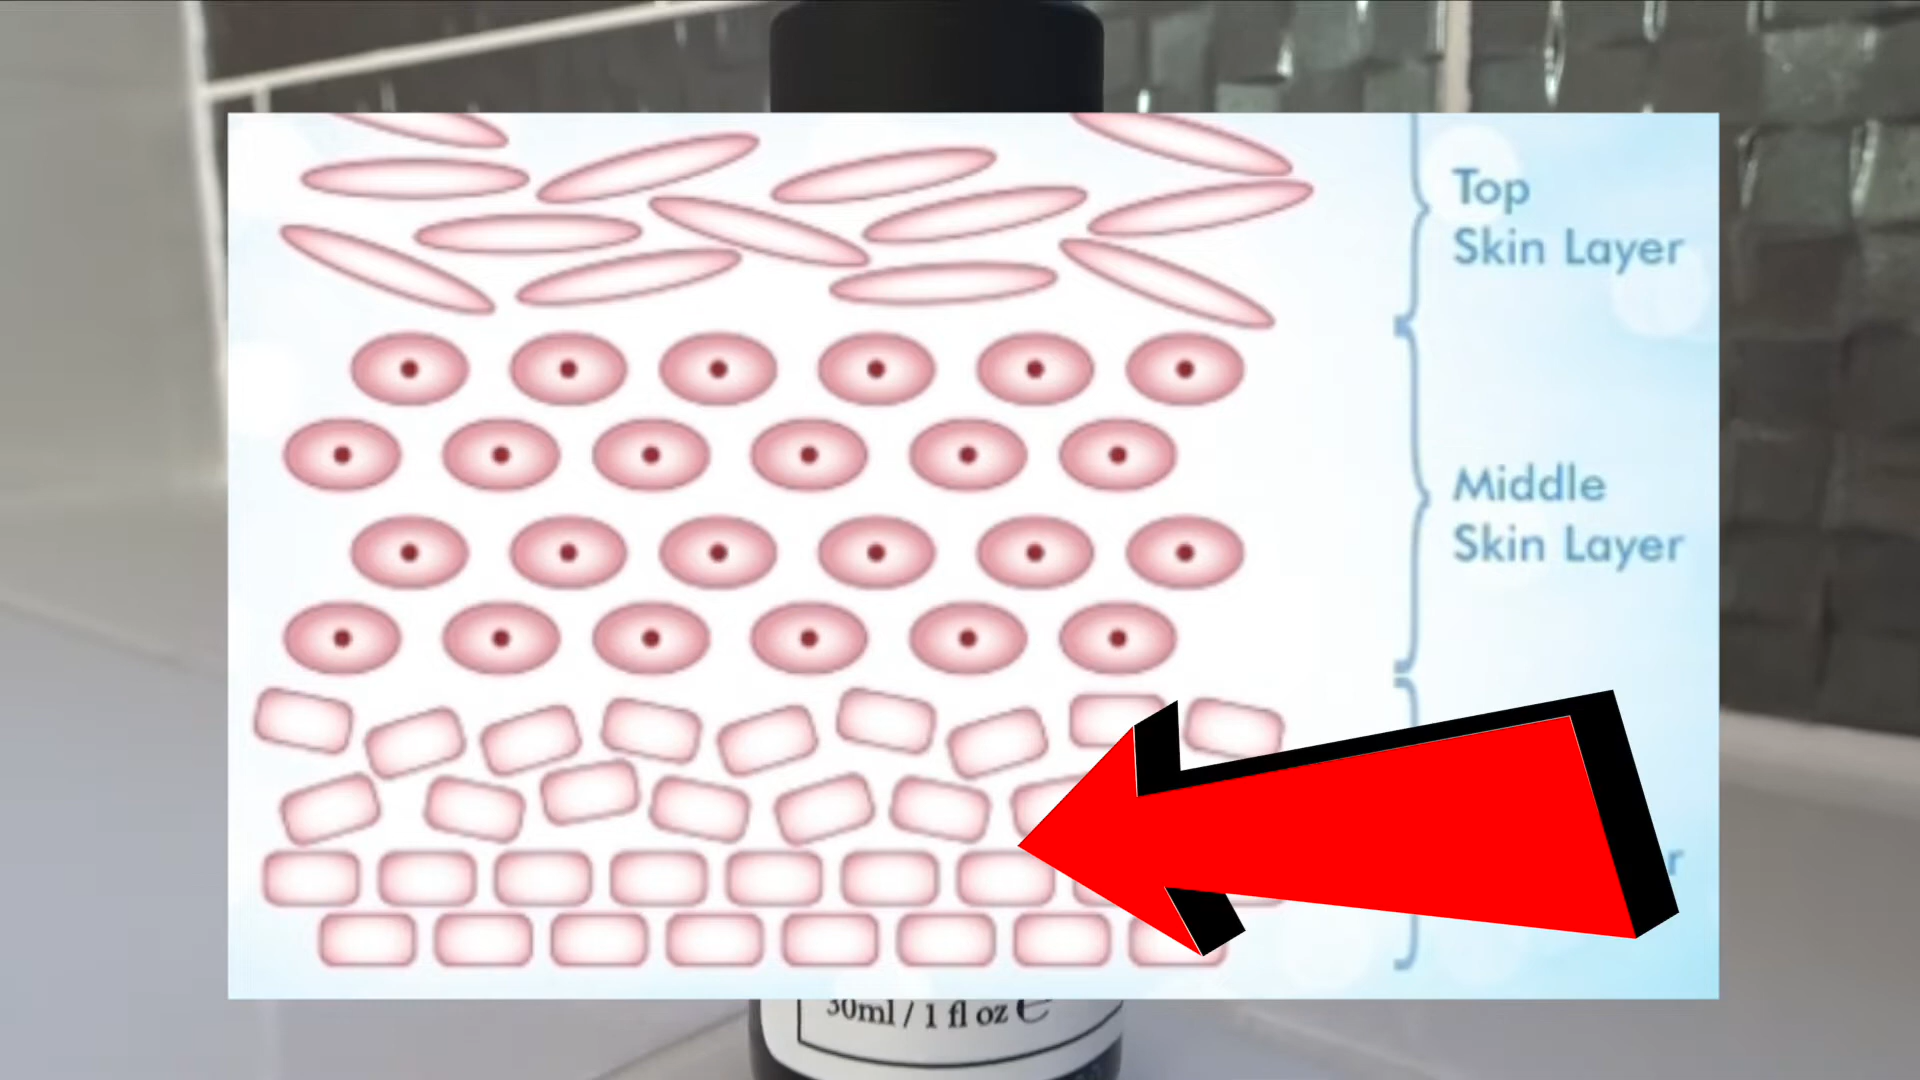 Top
Skin Layer
Middle
Skin Layer
30ml / 1 fl oz ℮